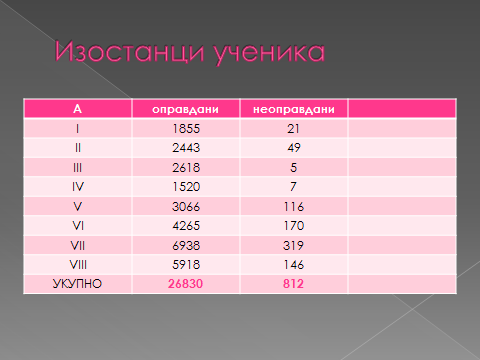 Изостанци ученика
А оправдани неоправдани
I 1855 21
II 2443 49
III 2618 5
IV 1520 7
V 3066 116
VI 4265 170
VII 6938 319
VIII 5918 146
УКУПНО 26830 812